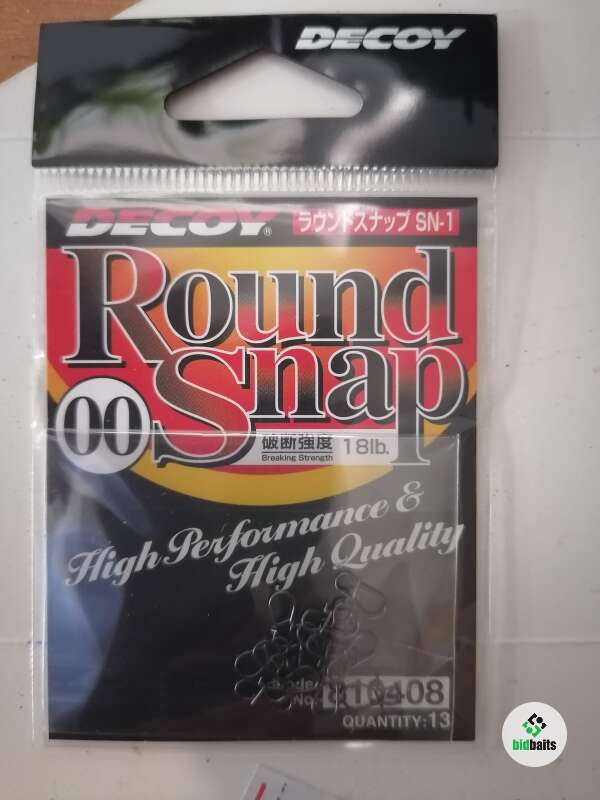 DECOY
DECOY® ラウンドスナップ SN-1
Round
Snap
00
破断強度 18lb.
Breaking Strength
High Performance &
High Quality
Code
No. 810408
QUANTITY:13
bidbaits